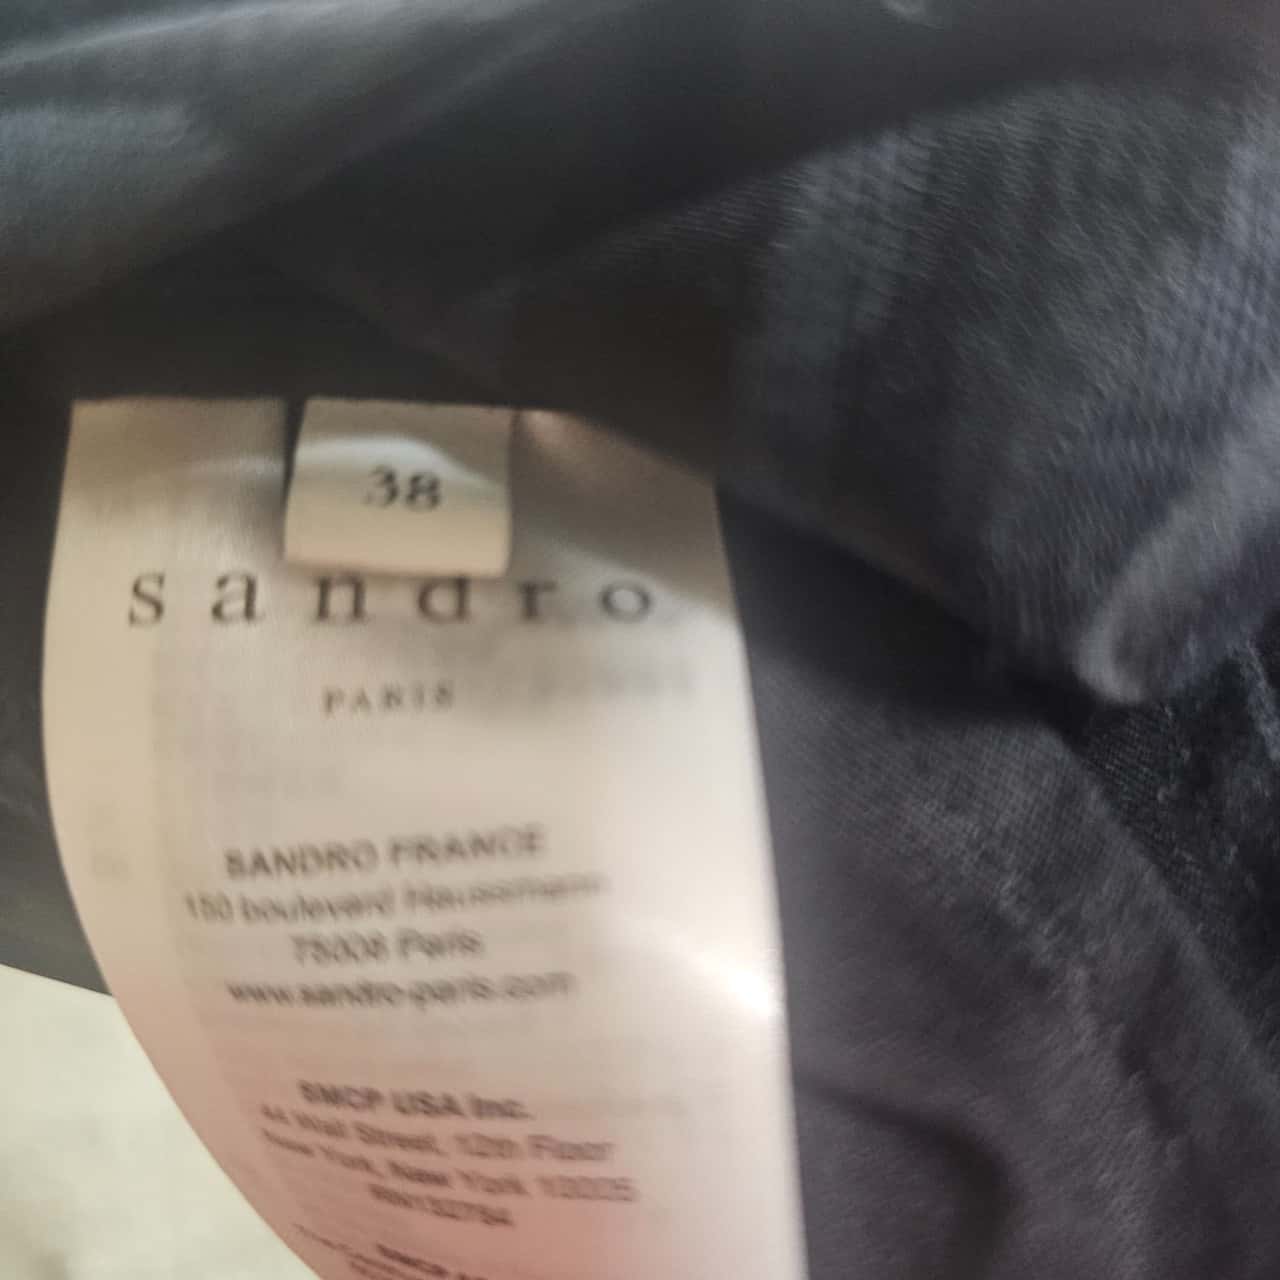 38
sandro
PARIS
SANDRO FRANCE
150 boulevard Haussmann
75008 Paris
www.sandro-paris.com
SMCP USA Inc.
44 Wall Street, 12th Floor
New York, New York 10005